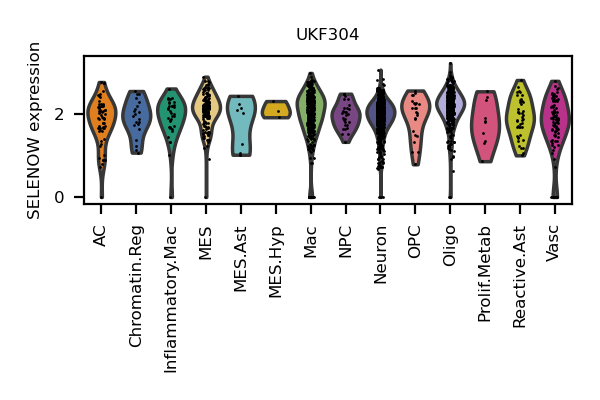 UKF304
SELENOW expression
2
0
AC
Chromatin.Reg
Inflammatory.Mac
MES
MES.Ast
MES.Hyp
Mac
NPC
Neuron
OPC
Oligo
Prolif.Metab
Reactive.Ast
Vasc